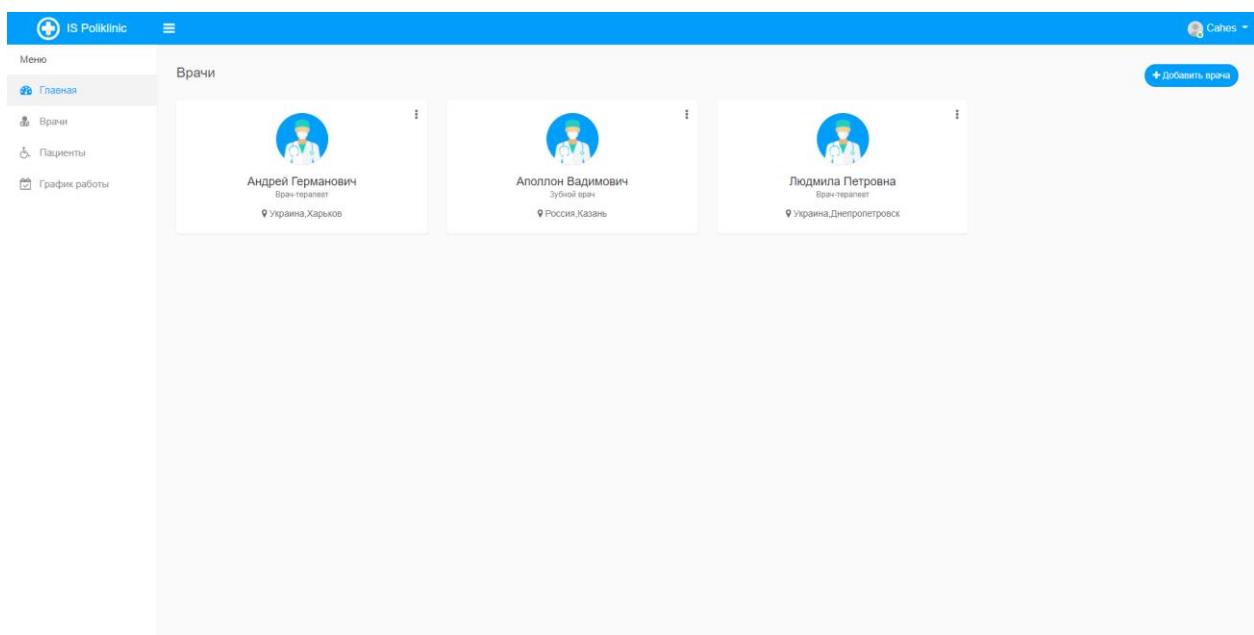 IS Poliklinic
Cahes
Меню
Главная
Врачи
Пациенты
График работы
Врачи
+ Добавить врача
Андрей Германович
Врач-терапевт
Украина,Харьков
Аполлон Вадимович
Зубной врач
Россия,Казань
Людмила Петровна
Врач-терапевт
Украина,Днепропетровск